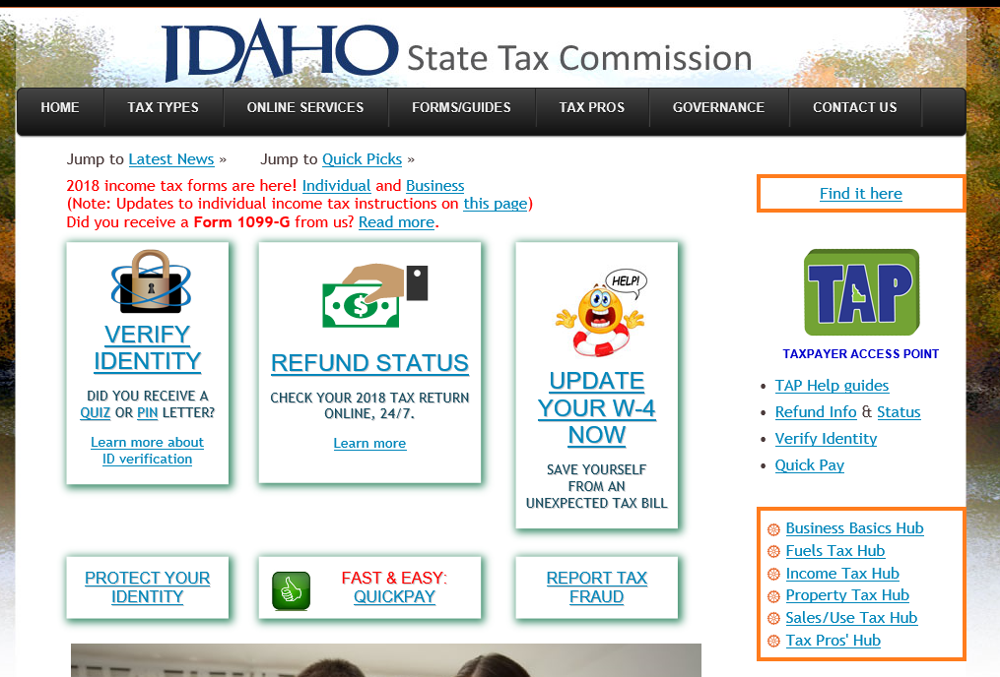 IDAHO State Tax Commission
HOME TAX TYPES ONLINE SERVICES FORMS/GUIDES TAX PROS GOVERNANCE CONTACT US
Jump to Latest News » Jump to Quick Picks »
2018 income tax forms are here! Individual and Business
(Note: Updates to individual income tax instructions on this page)
Did you receive a Form 1099-G from us? Read more.
VERIFY
IDENTITY
DID YOU RECEIVE A
QUIZ OR PIN LETTER?
Learn more about
ID verification
REFUND STATUS
CHECK YOUR 2018 TAX RETURN
ONLINE, 24/7.
Learn more
HELP!
UPDATE
YOUR W-4
NOW
SAVE YOURSELF
FROM AN
UNEXPECTED TAX BILL
PROTECT YOUR
IDENTITY
FAST & EASY:
QUICKPAY
REPORT TAX
FRAUD
Find it here
TAP
TAXPAYER ACCESS POINT
• TAP Help guides
• Refund Info & Status
• Verify Identity
• Quick Pay
Business Basics Hub
Fuels Tax Hub
Income Tax Hub
Property Tax Hub
Sales/Use Tax Hub
Tax Pros' Hub